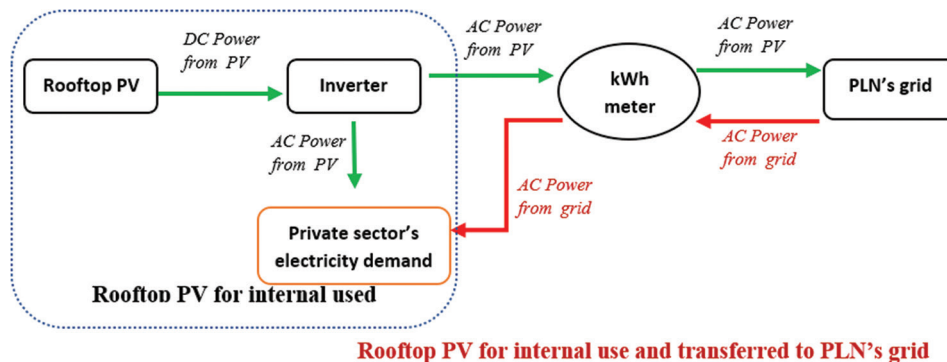 DC Power
from PV
AC Power
from PV
AC Power
from PV
Rooftop PV
Inverter
kWh
meter
PLN's grid
AC Power
from PV
AC Power
from grid
AC Power
from grid
Private sector's
electricity demand
Rooftop PV for internal used
Rooftop PV for internal use and transferred to PLN's grid